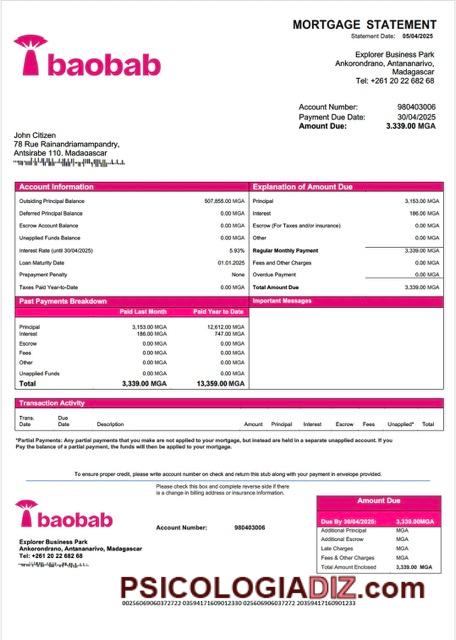 MORTGAGE STATEMENT
Statement Date: 05/04/2025
baobab
Explorer Business Park
Ankorondrano, Antananarivo,
Madagascar
Tel: +261 20 22 682 68
Account Number: 980403006
Payment Due Date: 30/04/2025
Amount Due: 3.339.00 MGA
John Citizen
78 Rue Rainandriamampandry,
Antsirabe 110, Madagascar
Account Information
Outsiding Principal Balance 507,855.00 MGA
Deferred Principal Balance 0.00 MGA
Escrow Account Balance 0.00 MGA
Unapplied Funds Balance 0.00 MGA
Interest Rate (until 30/04/2025) 5.93%
Loan Maturity Date 01.01.2025
Prepayment Penalty None
Taxes Paid Year-to-Date 0.00 MGA
Explanation of Amount Due
Principal 3,153.00 MGA
Interest 186.00 MGA
Escrow (For Taxes and/or insurance) 0.00 MGA
Other 0.00 MGA
Regular Monthly Payment 3,339.00 MGA
Fees and Other Charges 0.00 MGA
Overdue Payment 0.00 MGA
Total Amount Due 3,339.00 MGA
Past Payments Breakdown
Paid Last Month Paid Year to Date
Principal 3,153.00 MGA 12,612.00 MGA
Interest 186.00 MGA 747.00 MGA
Escrow 0.00 MGA 0.00 MGA
Fees 0.00 MGA 0.00 MGA
Other 0.00 MGA 0.00 MGA
Unapplied Funds 0.00 MGA 0.00 MGA
Total 3,339.00 MGA 13,359.00 MGA
Important Messages
Transaction Activity
Trans. Date Due Date Description Amount Principal Interest Escrow Fees Unapplied* Total
*Partial Payments: Any partial payments that you make are not applied to your mortgage, but instead are held in a separate unapplied account. If you
Pay the balance of a partial payment, the funds will then be applied to your mortgage.
To ensure proper credit, please write account number on check and return this stub along with payment in envelope provided.
Please check this box and complete reverse side if there
is a change in billing address or insurance information.
baobab
Account Number: 980403006
Explorer Business Park
Ankorondrano, Antananarivo, Madagascar
Tel: +261 20 22 682 68
Amount Due
Due By 30/04/2025: 3,339.00MGA
Additional Principal MGA
Additional Escrow MGA
Late Charges MGA
Fees & Other Charges MGA
Total Amount Enclosed 3,339.00 MGA
PSICOLOGIADIZ.com